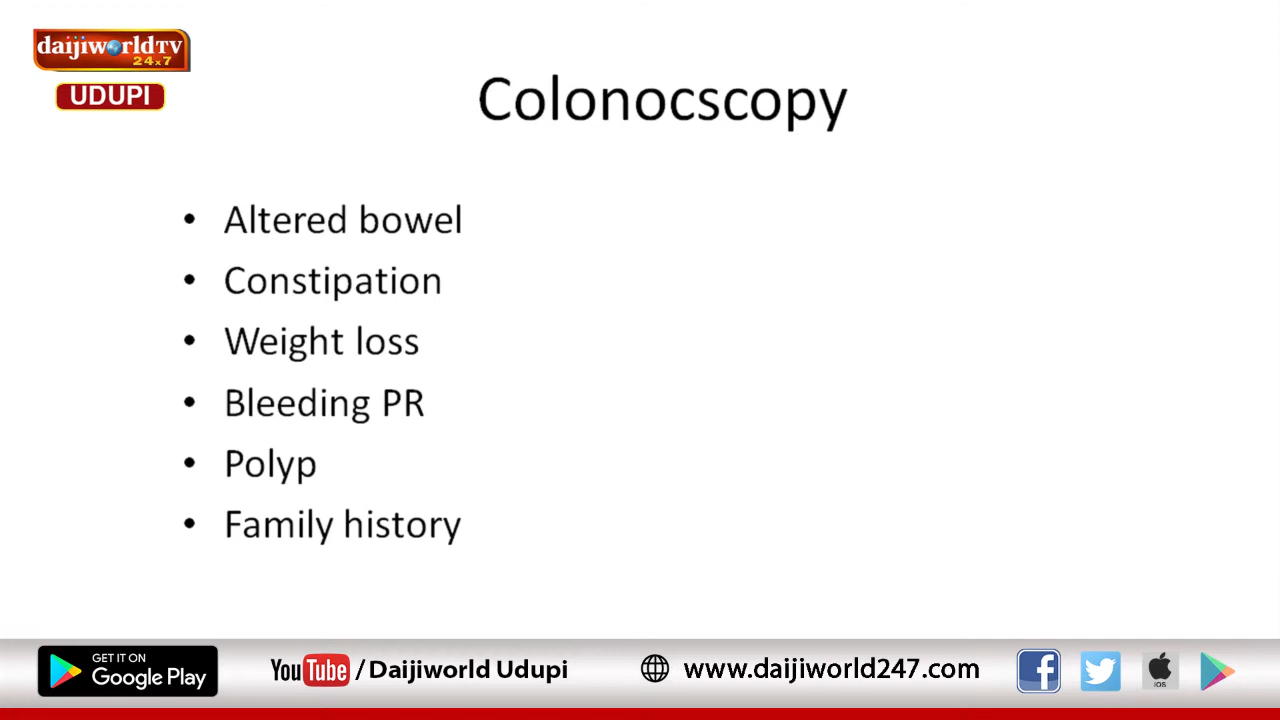 daijiworldTV
24x7
UDUPI
Colonocscopy
• Altered bowel
• Constipation
• Weight loss
• Bleeding PR
• Polyp
• Family history
GET IT ON
Google Play
YouTube / Daijiworld Udupi
www.daijiworld247.com
f
iOS